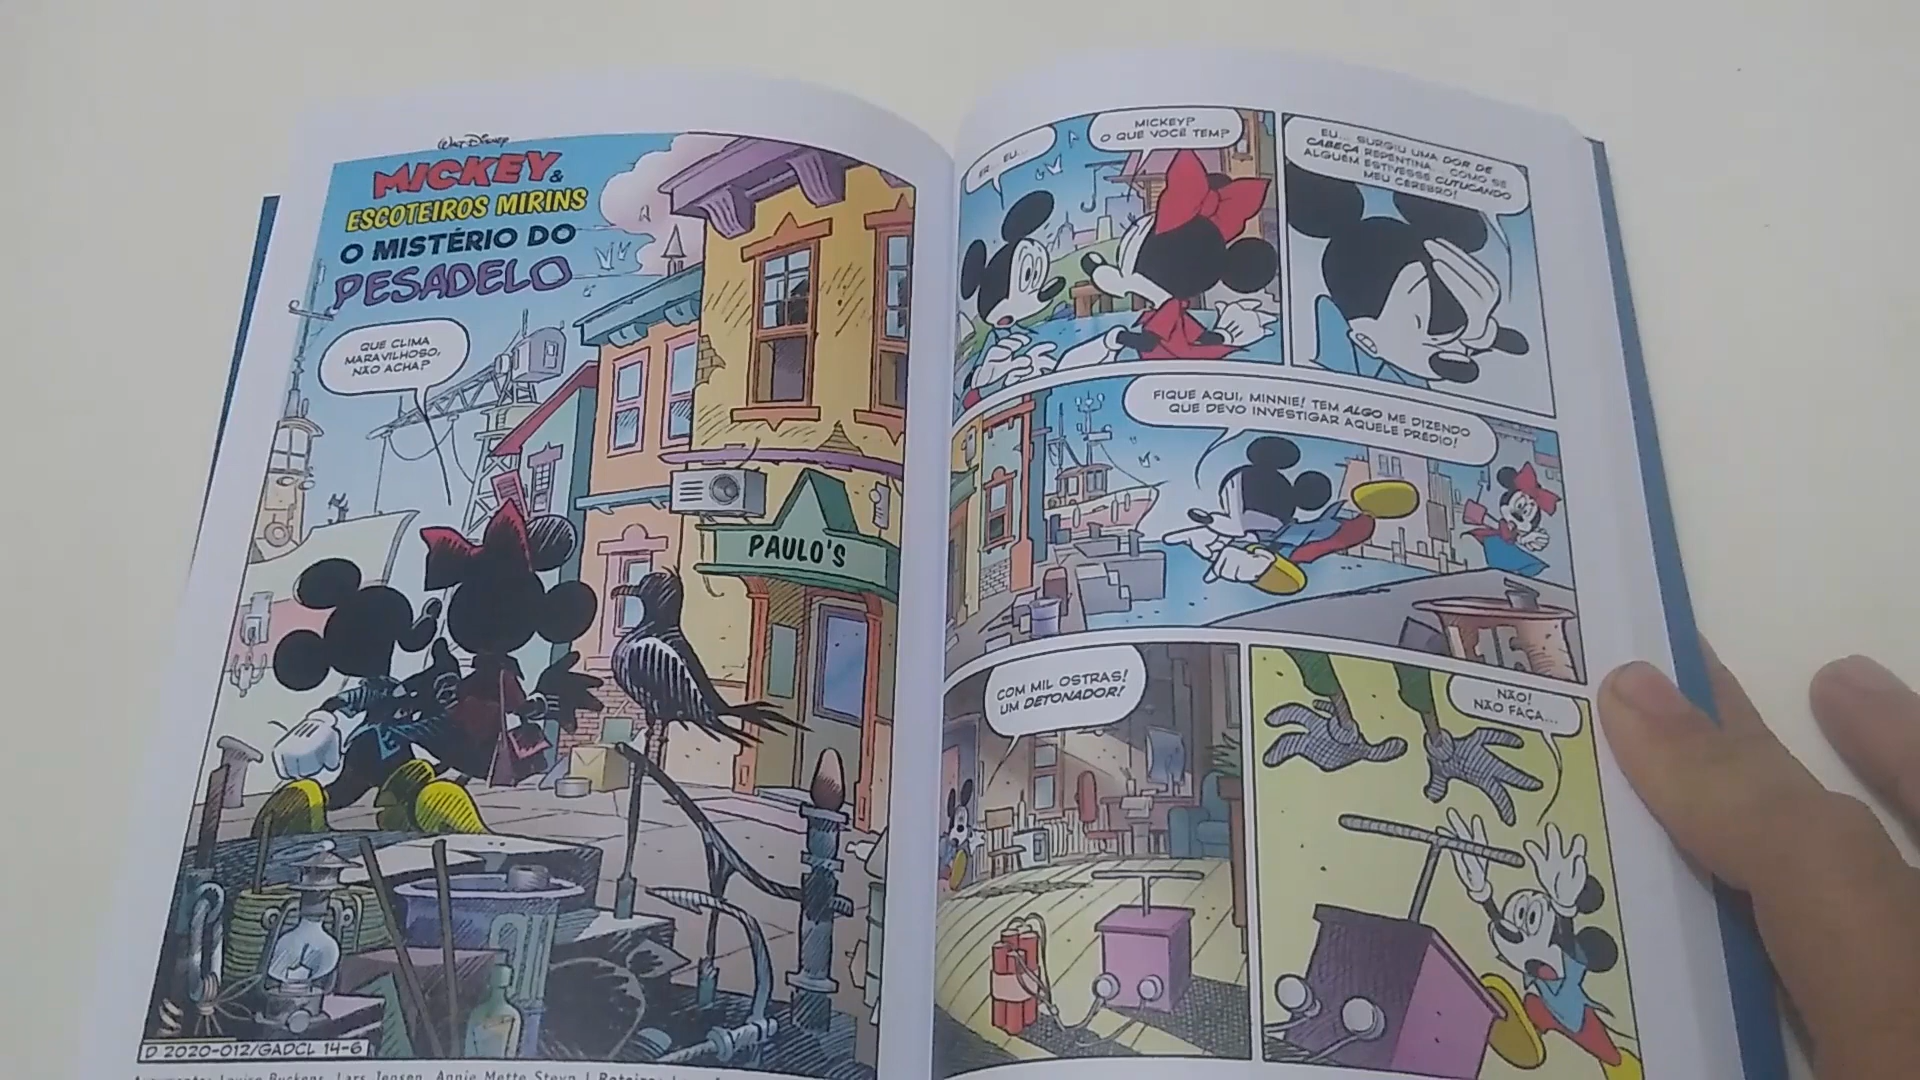 Walt Disney
MICKEY &
ESCOTEIROS MIRINS
O MISTÉRIO DO
PESADELO
QUE CLIMA
MARAVILHOSO,
NÃO ACHA?
PAULO'S
D 2020-012/GADCL 14-6
ER... EU...
MICKEY?
O QUE VOCÊ TEM?
EU... SURGIU UMA DOR DE
CABEÇA REPENTINA... COMO SE
ALGUÉM ESTIVESSE CUTUCANDO
MEU CÉREBRO!
FIQUE AQUI, MINNIE! TEM ALGO ME DIZENDO
QUE DEVO INVESTIGAR AQUELE PRÉDIO!
COM MIL OSTRAS!
UM DETONADOR!
NÃO!
NÃO FAÇA...